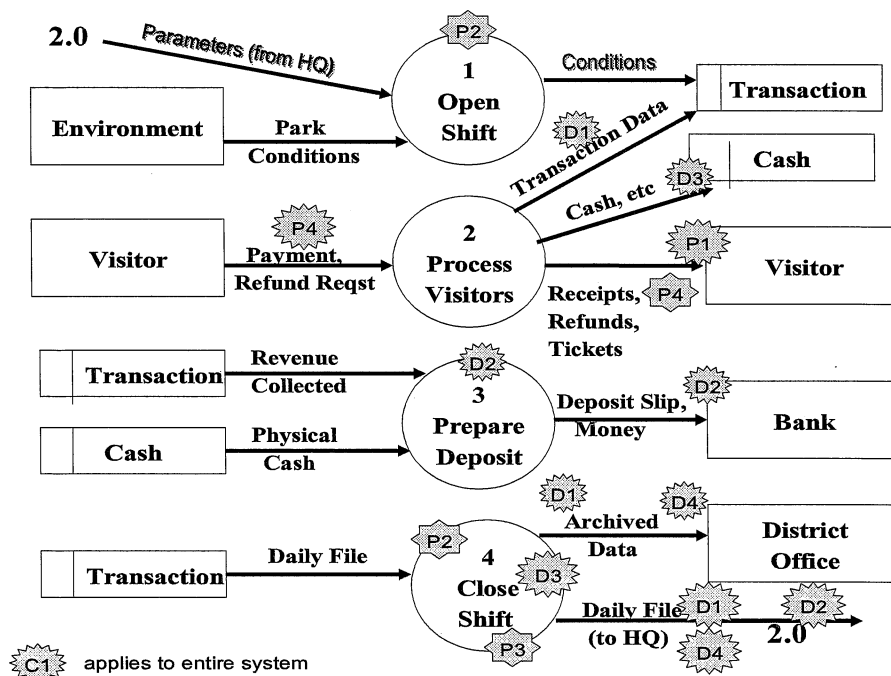 2.0
Parameters (from HQ)
P2
1
Open
Shift
Conditions
Transaction
Environment
Park
Conditions
D1
Transaction Data
Cash
D3
Cash, etc
Visitor
P4
Payment,
Refund Reqst
2
Process
Visitors
P1
Visitor
Receipts,
Refunds,
Tickets
P4
Transaction
Revenue
Collected
D2
3
Prepare
Deposit
Deposit Slip,
Money
D2
Bank
Cash
Physical
Cash
Transaction
Daily File
P2
4
Close
Shift
D3
P3
D1
Archived
Data
D4
District
Office
Daily File
(to HQ)
D1
D2
2.0
D4
C1 applies to entire system